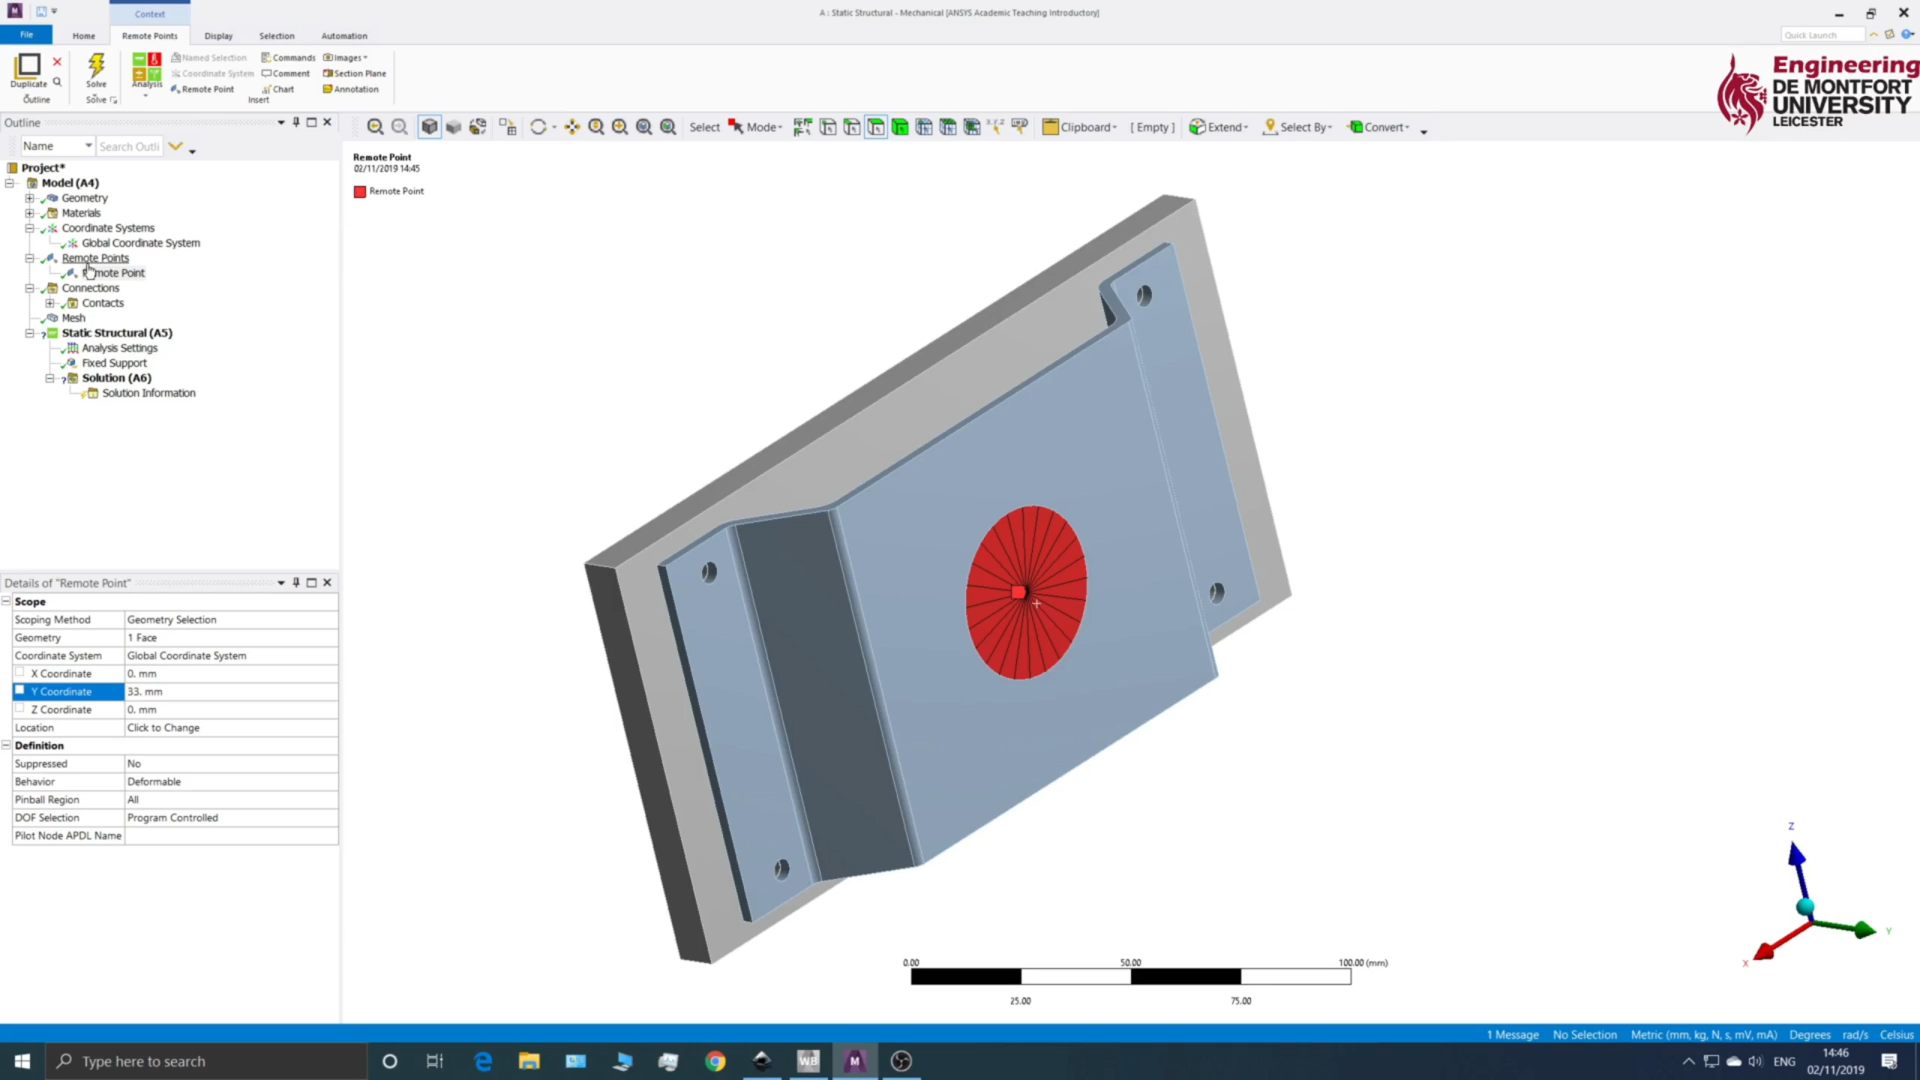 Context
A : Static Structural - Mechanical [ANSYS Academic Teaching Introductory]
File Home Remote Points Display Selection Automation
Quick Launch
Duplicate
Outline
Solve
Solve
Analysis
Named Selection Commands Images
Coordinate System Comment Section Plane
Remote Point Chart Annotation
Insert
Engineering
DE MONTFORT
UNIVERSITY
LEICESTER
Outline
Name Search Outli
Select Mode Clipboard [ Empty ] Extend Select By Convert
Project*
Model (A4)
Geometry
Materials
Coordinate Systems
Global Coordinate System
Remote Points
mote Point
Connections
Contacts
Mesh
Static Structural (A5)
Analysis Settings
Fixed Support
Solution (A6)
Solution Information
Remote Point
02/11/2019 14:45
Remote Point
Details of "Remote Point"
Scope
Scoping Method Geometry Selection
Geometry 1 Face
Coordinate System Global Coordinate System
X Coordinate 0. mm
Y Coordinate 33. mm
Z Coordinate 0. mm
Location Click to Change
Definition
Suppressed No
Behavior Deformable
Pinball Region All
DOF Selection Program Controlled
Pilot Node APDL Name
Z
Y
X
0.00 50.00 100.00 (mm)
25.00 75.00
1 Message No Selection Metric (mm, kg, N, s, mV, mA) Degrees rad/s Celsius
Type here to search
WB
M
ENG
14:46
02/11/2019